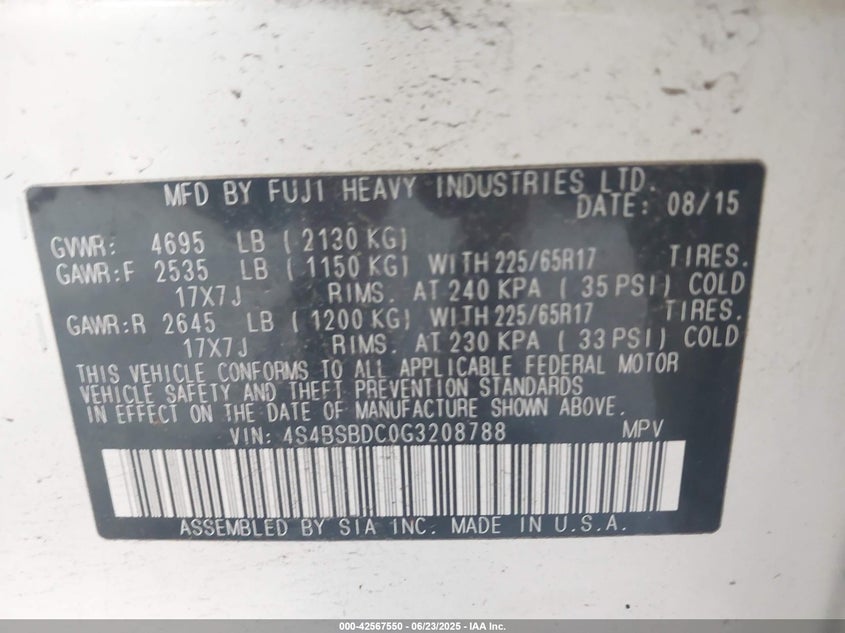 MFD BY FUJI HEAVY INDUSTRIES LTD.
DATE: 08/15
GVWR: 4695 LB ( 2130 KG)
GAWR:F 2535 LB ( 1150 KG) WITH 225/65R17 TIRES.
17X7J RIMS. AT 240 KPA ( 35 PSI) COLD
GAWR:R 2645 LB ( 1200 KG) WITH 225/65R17 TIRES.
17X7J RIMS. AT 230 KPA ( 33 PSI) COLD
THIS VEHICLE CONFORMS TO ALL APPLICABLE FEDERAL MOTOR
VEHICLE SAFETY AND THEFT PREVENTION STANDARDS
IN EFFECT ON THE DATE OF MANUFACTURE SHOWN ABOVE.
VIN: 4S4BSBDC0G3208788 MPV
ASSEMBLED BY SIA INC. MADE IN U.S.A.
000-42567550 - 06/23/2025 - IAA Inc.